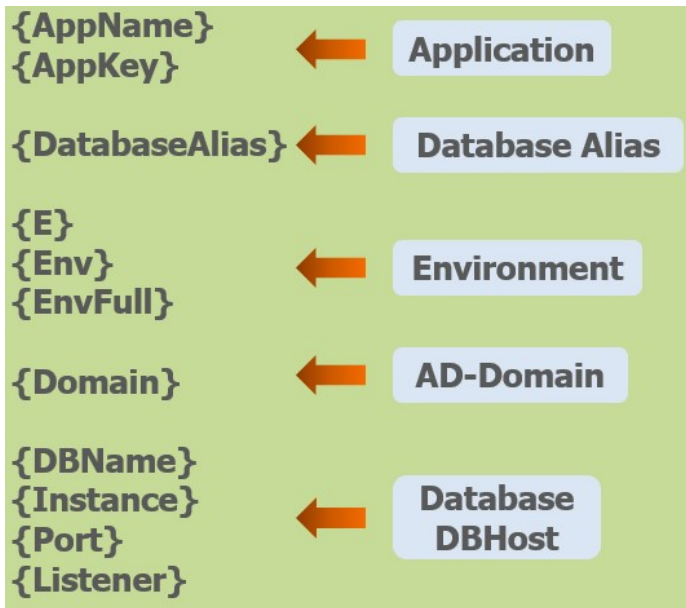 {AppName}
{AppKey}
Application
{DatabaseAlias}
Database Alias
{E}
{Env}
{EnvFull}
Environment
{Domain}
AD-Domain
{DBName}
{Instance}
{Port}
{Listener}
Database
DBHost